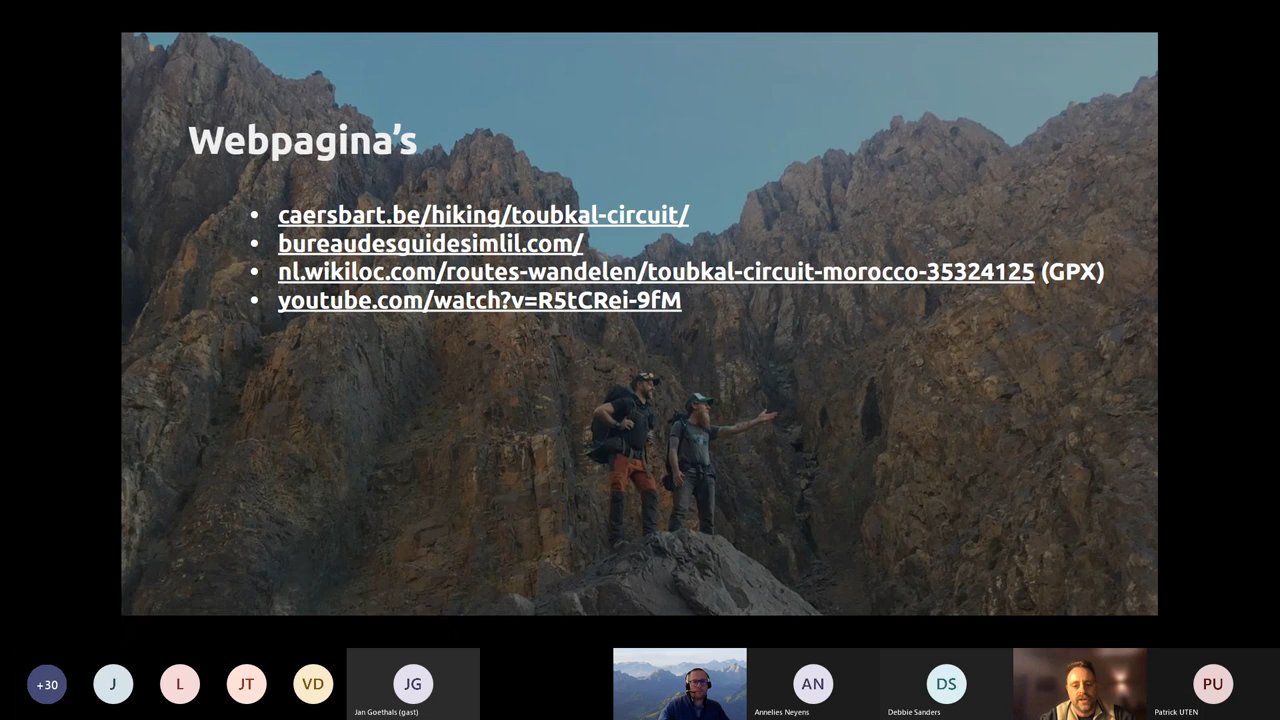 Webpagina’s
• caersbart.be/hiking/toubkal-circuit/
• bureaudesguidesimlil.com/
• nl.wikiloc.com/routes-wandelen/toubkal-circuit-morocco-35324125 (GPX)
• youtube.com/watch?v=R5tCRei-9fM
+30
J
L
JT
VD
JG
AN
DS
PU
Jan Goethals (gast)
Annelies Neyens
Debbie Sanders
Patrick UTEN